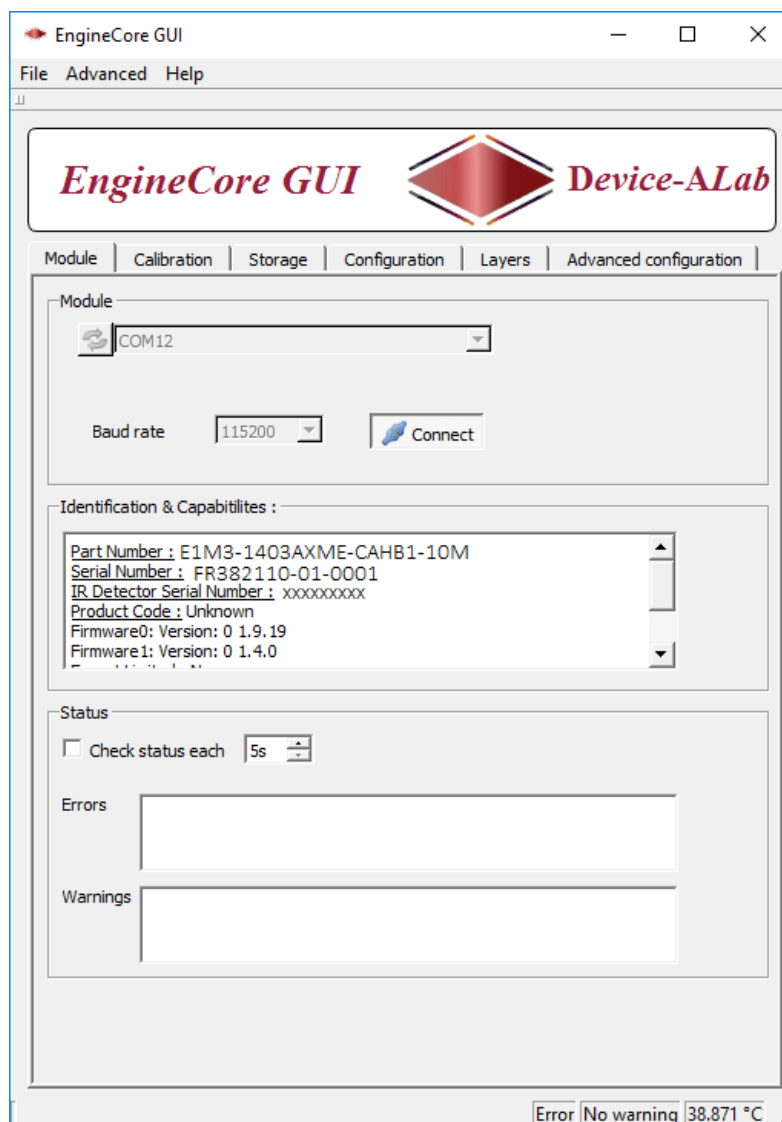 EngineCore GUI
File Advanced Help
EngineCore GUI Device-ALab
Module Calibration Storage Configuration Layers Advanced configuration
Module
COM12
Baud rate 115200 Connect
Identification & Capabitilites :
Part Number : E1M3-1403AXME-CAHB1-10M
Serial Number : FR382110-01-0001
IR Detector Serial Number : xxxxxxxxx
Product Code : Unknown
Firmware0: Version: 0 1.9.19
Firmware1: Version: 0 1.4.0
Status
Check status each 5s
Errors
Warnings
Error No warning 38.871 °C